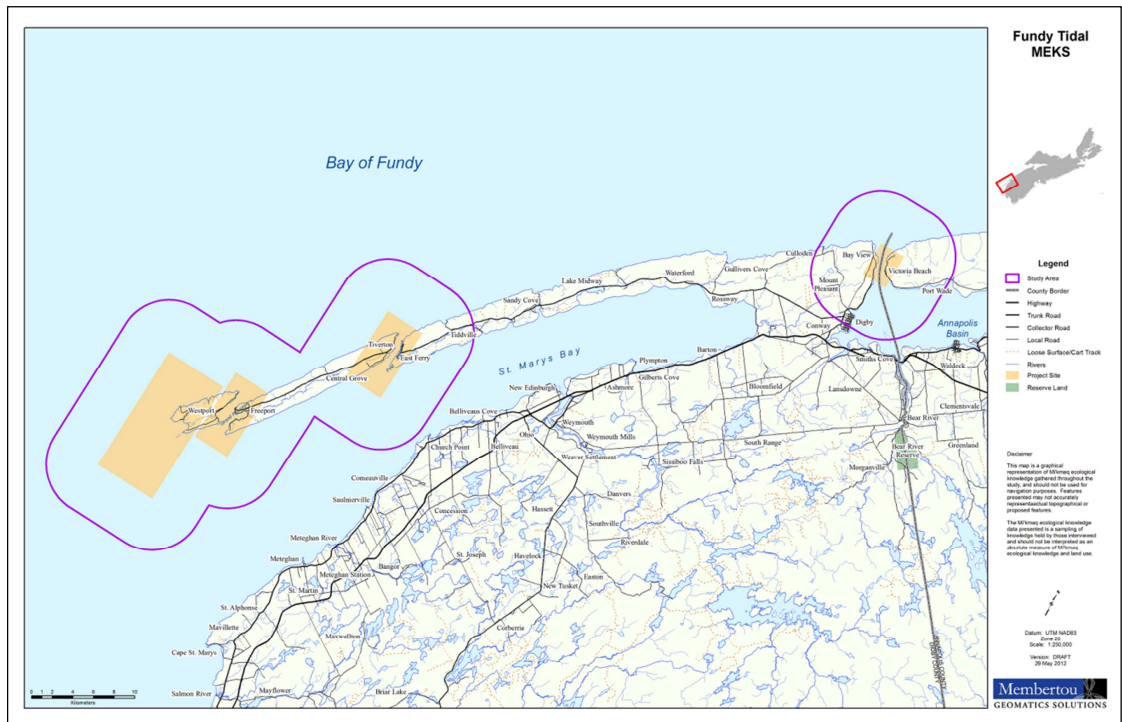 Fundy Tidal
MEKS
Bay of Fundy
Culloden
Bay View
Victoria Beach
Gullivers Cove
Mount
Pleasant
Waterford
Lake Midway
Port Wade
Rossway
Sandy Cove
Digby
Conway
Annapolis
Basin
Tiddville
Tiverton
East Ferry
St. Marys Bay
Barton
Smiths Cove
Waldeck
Central Grove
Plympton
Gilberts Cove
New Edinburgh
Ashmore
Bloomfield
Lansdowne
Clementsvale
Westport
Freeport
Belliveaus Cove
Weymouth
Bear River
Ohio
Weymouth Mills
Church Point
Belliveau
South Range
Bear River
Reserve
Greenland
Weaver Settlement
Sissiboo Falls
Morganville
Comeauville
Danvers
Saulnierville
Concession
Hassett
Southville
Meteghan River
Riverdale
Meteghan
St. Joseph
Havelock
Bangor
Meteghan Station
Easton
St. Martin
New Tusket
St. Alphonse
Mavillette
Corberrie
Maxwellton
Cape St. Marys
Salmon River
Mayflower
Briar Lake
0 1 2 4 6 8 10
Kilometers
Legend
Study Area
County Border
Highway
Trunk Road
Collector Road
Local Road
Loose Surface/Cart Track
Rivers
Project Site
Reserve Land
Disclaimer
This map is a graphical
representation of Mi'kmaq ecological
knowledge gathered throughout the
study, and should not be used for
navigation purposes. Features
presented may not accurately
representaactual topographical or
proposed features.
The Mi'kmaq ecological knowledge
data presented is a sampling of
knowledge held by those interviewed
and should not be interpreted as an
absolute measure of Mi'kmaq
ecological knowledge and land use.
Datum: UTM NAD83
Zone 20
Scale: 1:250,000
Version: DRAFT
29 May 2012
Membertou
GEOMATICS SOLUTIONS